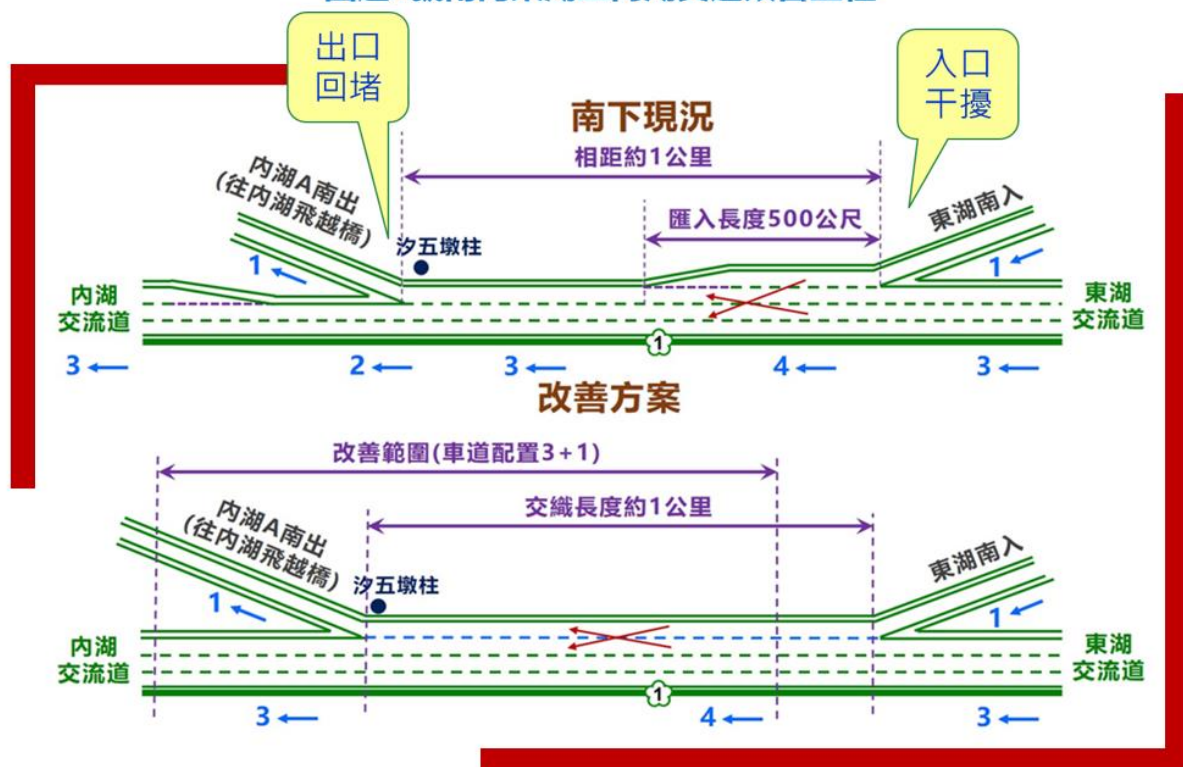 出口
回堵
入口
干擾
南下現況
相距約1公里
內湖A南出
(往內湖飛越橋)
匯入長度500公尺
東湖南入
汐五墩柱
1
1
內湖
交流道
東湖
交流道
1
3
2
3
4
3
改善方案
改善範圍(車道配置3+1)
交織長度約1公里
內湖A南出
(往內湖飛越橋)
東湖南入
汐五墩柱
1
1
內湖
交流道
東湖
交流道
1
3
4
3